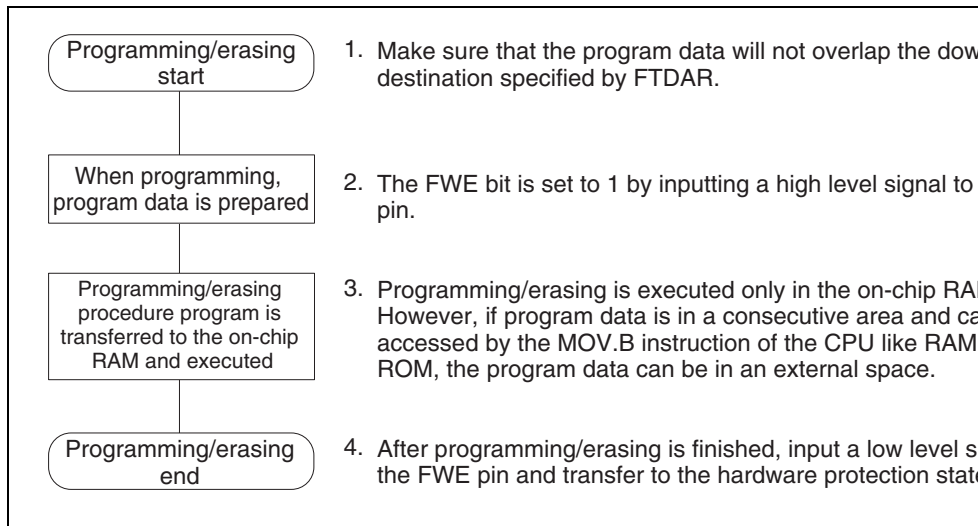 Programming/erasing
start
1. Make sure that the program data will not overlap the
destination specified by FTDAR.
When programming,
program data is prepared
2. The FWE bit is set to 1 by inputting a high level signal to
pin.
Programming/erasing
procedure program is
transferred to the on-chip
RAM and executed
3. Programming/erasing is executed only in the on-chip
However, if program data is in a consecutive area and
accessed by the MOV.B instruction of the CPU like RAM
ROM, the program data can be in an external space.
Programming/erasing
end
4. After programming/erasing is finished, input a low level
the FWE pin and transfer to the hardware protection